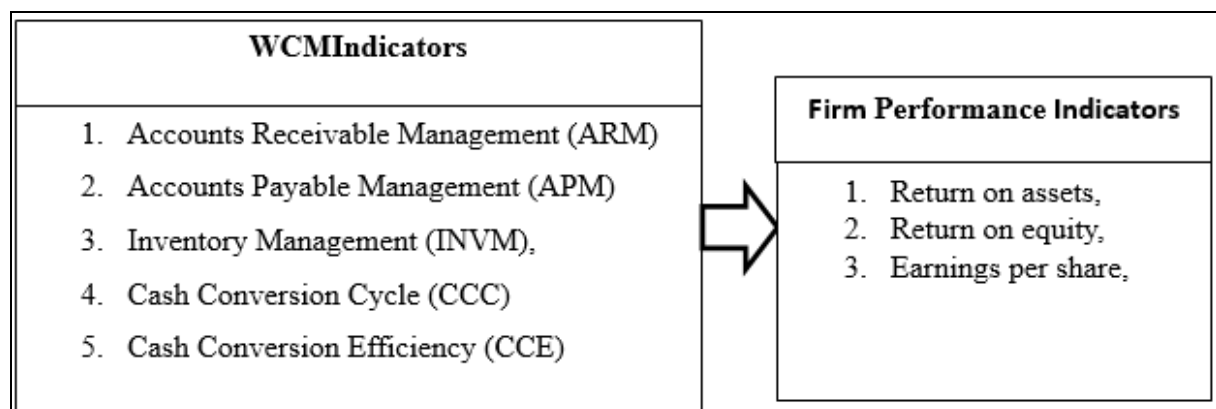 WCMIndicators
1. Accounts Receivable Management (ARM)
2. Accounts Payable Management (APM)
3. Inventory Management (INVM),
4. Cash Conversion Cycle (CCC)
5. Cash Conversion Efficiency (CCE)
Firm Performance Indicators
1. Return on assets,
2. Return on equity,
3. Earnings per share,